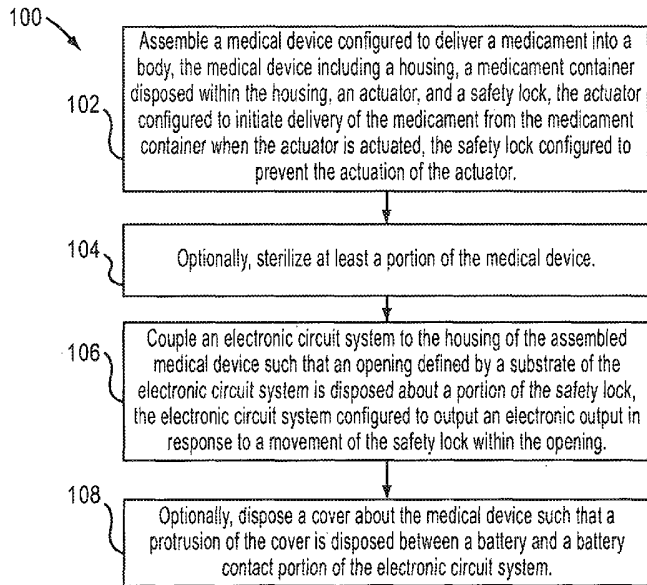 100
102
Assemble a medical device configured to deliver a medicament into a
body, the medical device including a housing, a medicament container
disposed within the housing, an actuator, and a safety lock, the actuator
configured to initiate delivery of the medicament from the medicament
container when the actuator is actuated, the safety lock configured to
prevent the actuation of the actuator.
104
Optionally, sterilize at least a portion of the medical device.
106
Couple an electronic circuit system to the housing of the assembled
medical device such that an opening defined by a substrate of the
electronic circuit system is disposed about a portion of the safety lock,
the electronic circuit system configured to output an electronic output in
response to a movement of the safety lock within the opening.
108
Optionally, dispose a cover about the medical device such that a
protrusion of the cover is disposed between a battery and a battery
contact portion of the electronic circuit system.